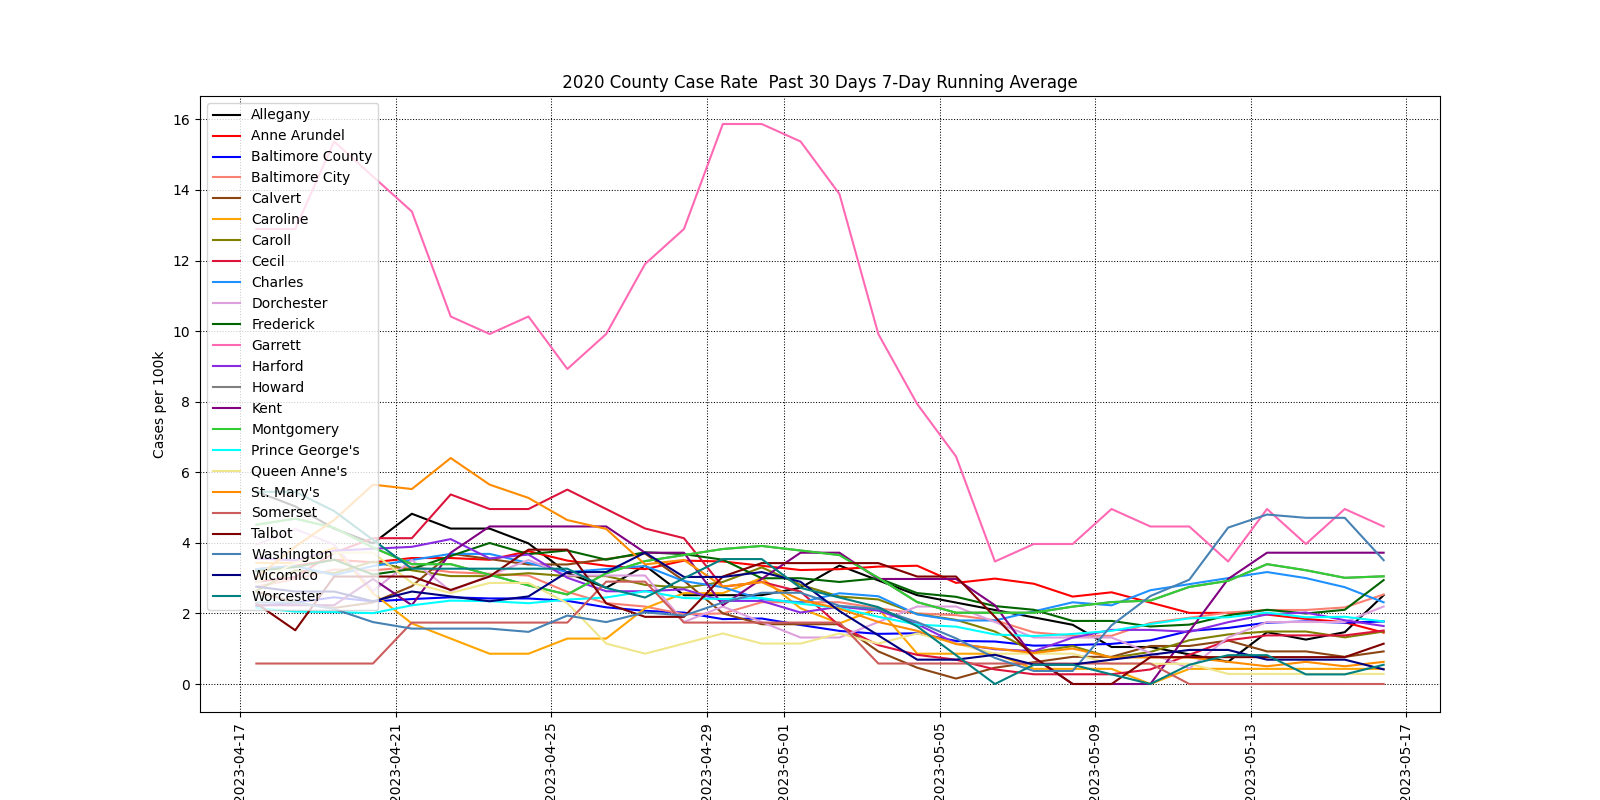 2020 County Case Rate  Past 30 Days 7-Day Running Average
Cases per 100k
16
14
12
10
8
6
4
2
0
Allegany
Anne Arundel
Baltimore County
Baltimore City
Calvert
Caroline
Caroll
Cecil
Charles
Dorchester
Frederick
Garrett
Harford
Howard
Kent
Montgomery
Prince George's
Queen Anne's
St. Mary's
Somerset
Talbot
Washington
Wicomico
Worcester
2023-04-17
2023-04-21
2023-04-25
2023-04-29
2023-05-01
2023-05-05
2023-05-09
2023-05-13
2023-05-17